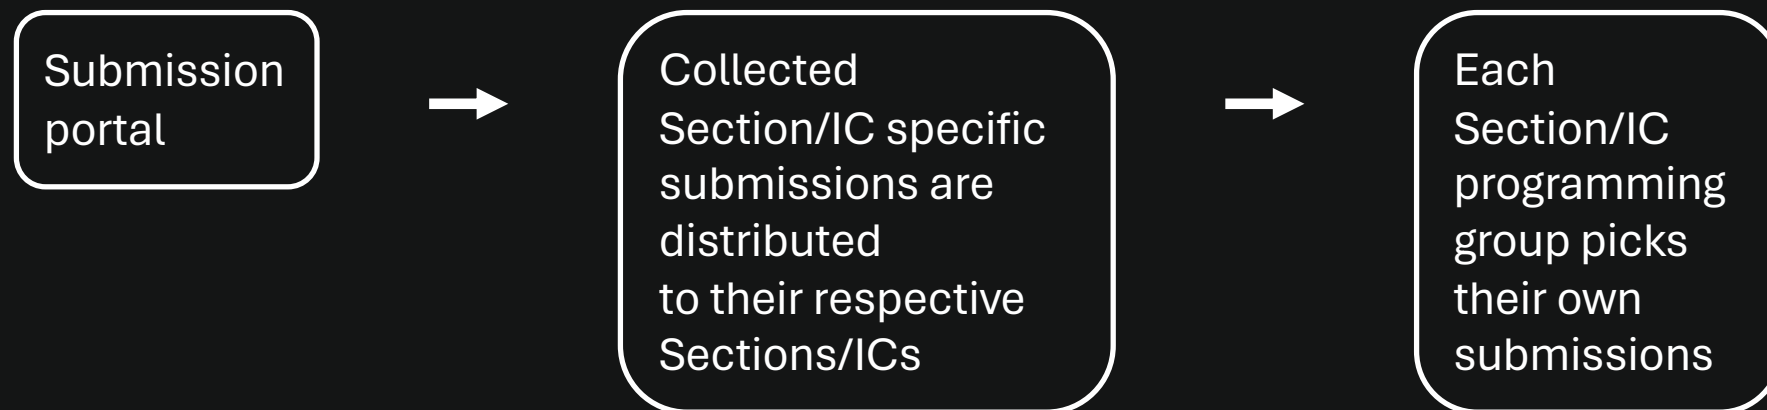 Submission
portal
Collected
Section/IC specific
submissions are
distributed
to their respective
Sections/ICs
Each
Section/IC
programming
group picks
their own
submissions